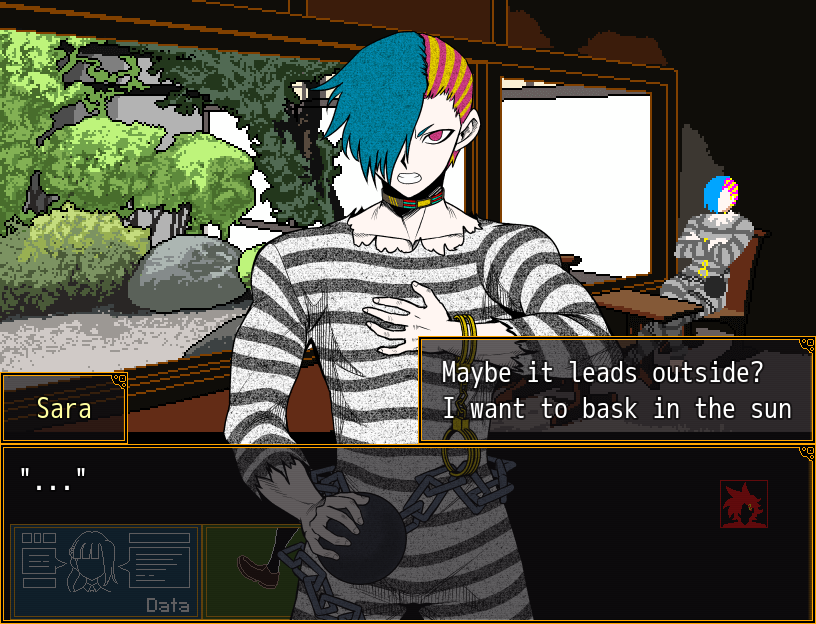 Maybe it leads outside?
I want to bask in the sun
Sara
"..."
Data